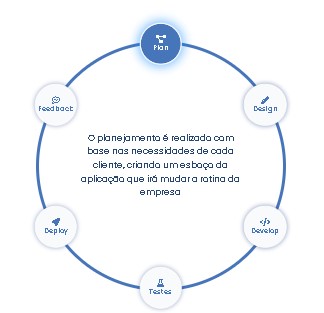 Plan
Feedback
Design
O planejamento é realizado com
base nas necessidades de cada
cliente, criando um esboço da
aplicação que irá mudar a rotina da
empresa
Deploy
Develop
Testes